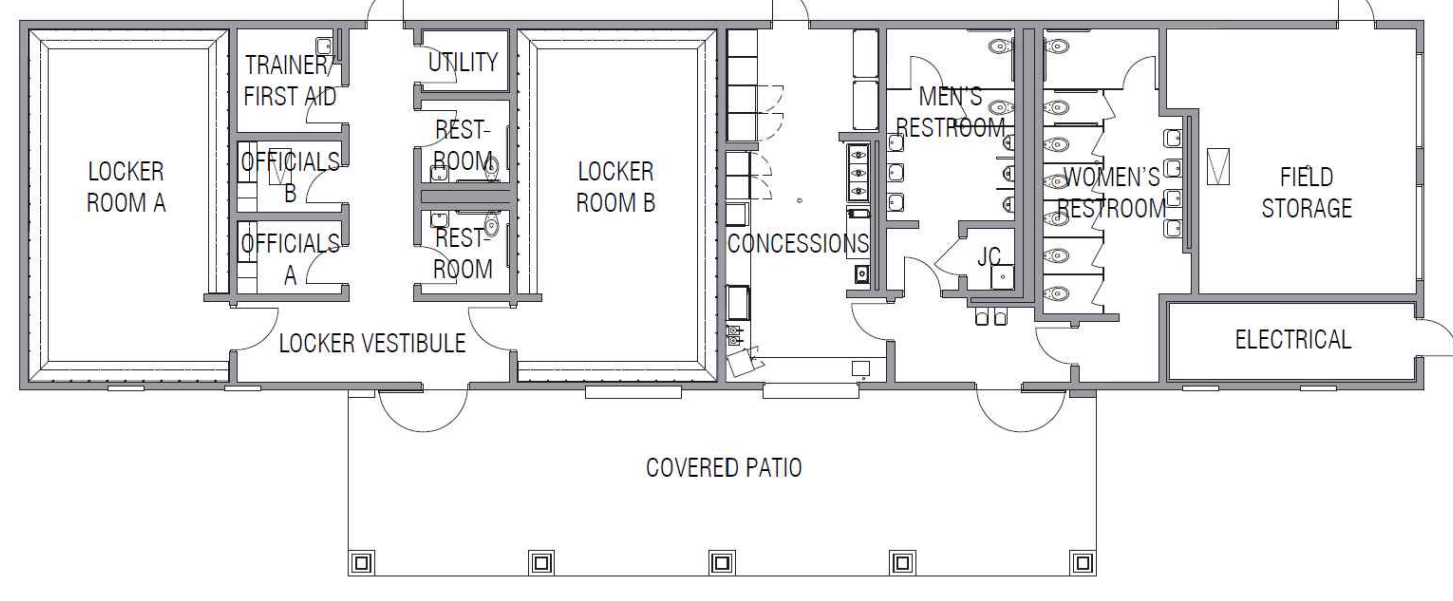 LOCKER
ROOM A
TRAINER/
FIRST AID
OFFICIALS
B
OFFICIALS
A
UTILITY
REST-
ROOM
REST-
ROOM
LOCKER VESTIBULE
LOCKER
ROOM B
CONCESSIONS
MEN'S
RESTROOM
JC
WOMEN'S
RESTROOM
FIELD
STORAGE
ELECTRICAL
COVERED PATIO